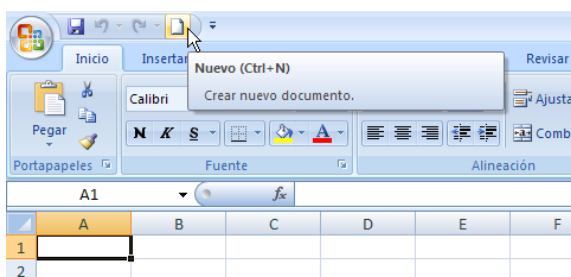 Inicio Insertar Revisar
Nuevo (Ctrl+N)
Crear nuevo documento.
Pegar
Calibri
Ajusta
N K S A
Comb
Portapapeles Fuente Alineación
A1 fx
A B C D E F
1
2